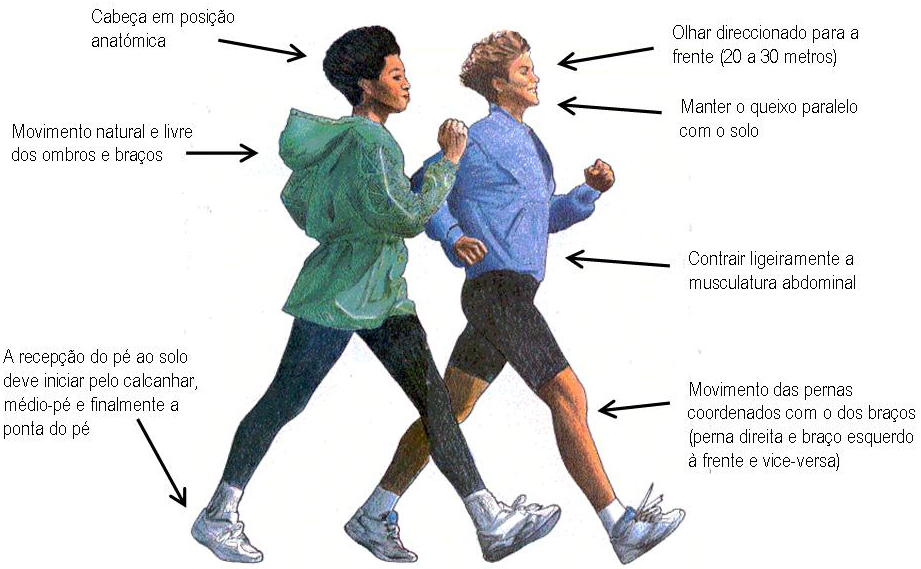 Cabeça em posição
anatómica
Movimento natural e livre
dos ombros e braços
A recepção do pé ao solo
deve iniciar pelo calcanhar,
médio-pé e finalmente a
ponta do pé
Olhar direccionado para a
frente (20 a 30 metros)
Manter o queixo paralelo
com o solo
Contrair ligeiramente a
musculatura abdominal
Movimento das pernas
coordenados com o dos braços
(perna direita e braço esquerdo
à frente e vice-versa)